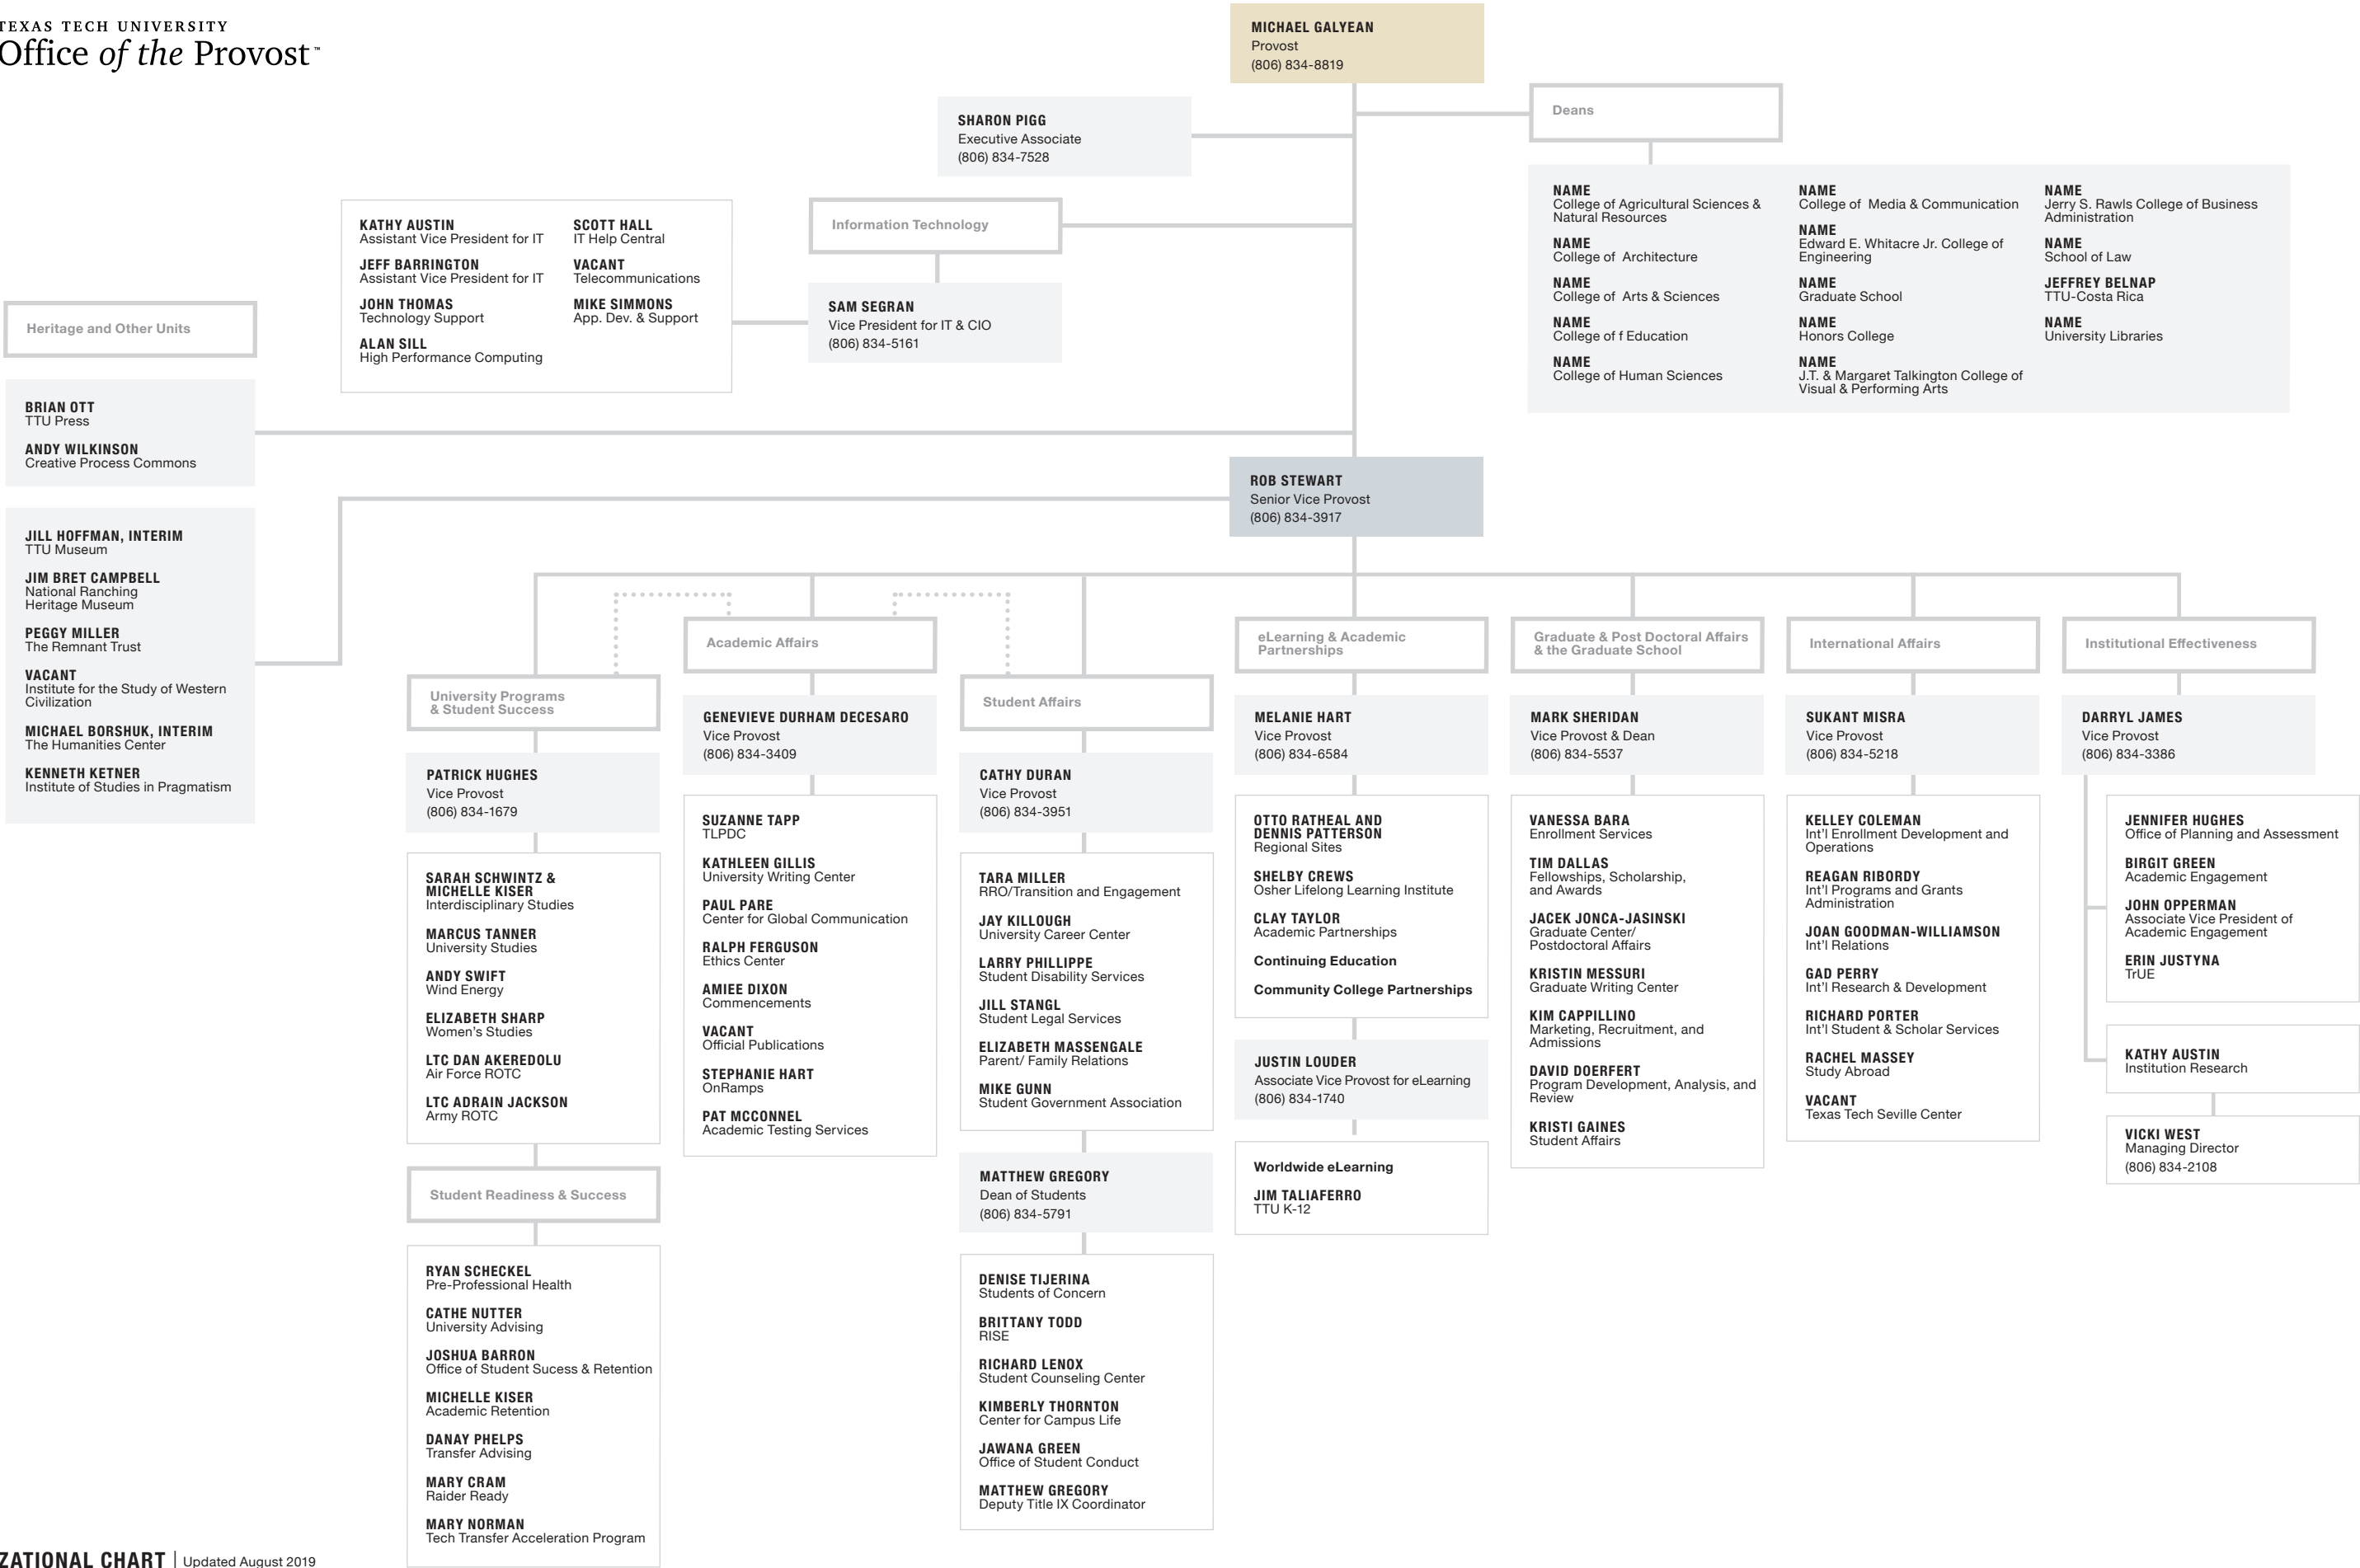 TEXAS TECH UNIVERSITY
Office of the Provost™
MICHAEL GALYEAN
Provost
(806) 834-8819
SHARON PIGG
Executive Associate
(806) 834-7528
Deans
NAME
College of Agricultural Sciences &
Natural Resources
NAME
College of Architecture
NAME
College of Arts & Sciences
NAME
College of f Education
NAME
College of Human Sciences
NAME
College of Media & Communication
NAME
Edward E. Whitacre Jr. College of
Engineering
NAME
Graduate School
NAME
Honors College
NAME
J.T. & Margaret Talkington College of
Visual & Performing Arts
NAME
Jerry S. Rawls College of Business
Administration
NAME
School of Law
JEFFREY BELNAP
TTU-Costa Rica
NAME
University Libraries
Information Technology
SAM SEGRAN
Vice President for IT & CIO
(806) 834-5161
KATHY AUSTIN
Assistant Vice President for IT
JEFF BARRINGTON
Assistant Vice President for IT
JOHN THOMAS
Technology Support
ALAN SILL
High Performance Computing
SCOTT HALL
IT Help Central
VACANT
Telecommunications
MIKE SIMMONS
App. Dev. & Support
Heritage and Other Units
BRIAN OTT
TTU Press
ANDY WILKINSON
Creative Process Commons
JILL HOFFMAN, INTERIM
TTU Museum
JIM BRET CAMPBELL
National Ranching
Heritage Museum
PEGGY MILLER
The Remnant Trust
VACANT
Institute for the Study of Western
Civilization
MICHAEL BORSHUK, INTERIM
The Humanities Center
KENNETH KETNER
Institute of Studies in Pragmatism
ROB STEWART
Senior Vice Provost
(806) 834-3917
University Programs
& Student Success
PATRICK HUGHES
Vice Provost
(806) 834-1679
SARAH SCHWINTZ &
MICHELLE KISER
Interdisciplinary Studies
MARCUS TANNER
University Studies
ANDY SWIFT
Wind Energy
ELIZABETH SHARP
Women's Studies
LTC DAN AKEREDOLU
Air Force ROTC
LTC ADRAIN JACKSON
Army ROTC
Student Readiness & Success
RYAN SCHECKEL
Pre-Professional Health
CATHE NUTTER
University Advising
JOSHUA BARRON
Office of Student Sucess & Retention
MICHELLE KISER
Academic Retention
DANAY PHELPS
Transfer Advising
MARY CRAM
Raider Ready
MARY NORMAN
Tech Transfer Acceleration Program
Academic Affairs
GENEVIEVE DURHAM DECESARO
Vice Provost
(806) 834-3409
SUZANNE TAPP
TLPDC
KATHLEEN GILLIS
University Writing Center
PAUL PARE
Center for Global Communication
RALPH FERGUSON
Ethics Center
AMIEE DIXON
Commencements
VACANT
Official Publications
STEPHANIE HART
OnRamps
PAT MCCONNEL
Academic Testing Services
Student Affairs
CATHY DURAN
Vice Provost
(806) 834-3951
TARA MILLER
RRO/Transition and Engagement
JAY KILLOUGH
University Career Center
LARRY PHILLIPPE
Student Disability Services
JILL STANGL
Student Legal Services
ELIZABETH MASSENGALE
Parent/ Family Relations
MIKE GUNN
Student Government Association
MATTHEW GREGORY
Dean of Students
(806) 834-5791
DENISE TIJERINA
Students of Concern
BRITTANY TODD
RISE
RICHARD LENOX
Student Counseling Center
KIMBERLY THORNTON
Center for Campus Life
JAWANA GREEN
Office of Student Conduct
MATTHEW GREGORY
Deputy Title IX Coordinator
eLearning & Academic
Partnerships
MELANIE HART
Vice Provost
(806) 834-6584
OTTO RATHEAL AND
DENNIS PATTERSON
Regional Sites
SHELBY CREWS
Osher Lifelong Learning Institute
CLAY TAYLOR
Academic Partnerships
Continuing Education
Community College Partnerships
JUSTIN LOUDER
Associate Vice Provost for eLearning
(806) 834-1740
Worldwide eLearning
JIM TALIAFERRO
TTU K-12
Graduate & Post Doctoral Affairs
& the Graduate School
MARK SHERIDAN
Vice Provost & Dean
(806) 834-5537
VANESSA BARA
Enrollment Services
TIM DALLAS
Fellowships, Scholarship,
and Awards
JACEK JONCA-JASINSKI
Graduate Center/
Postdoctoral Affairs
KRISTIN MESSURI
Graduate Writing Center
KIM CAPPILLINO
Marketing, Recruitment, and
Admissions
DAVID DOERFERT
Program Development, Analysis, and
Review
KRISTI GAINES
Student Affairs
International Affairs
SUKANT MISRA
Vice Provost
(806) 834-5218
KELLEY COLEMAN
Int'l Enrollment Development and
Operations
REAGAN RIBORDY
Int'l Programs and Grants
Administration
JOAN GOODMAN-WILLIAMSON
Int'l Relations
GAD PERRY
Int'l Research & Development
RICHARD PORTER
Int'l Student & Scholar Services
RACHEL MASSEY
Study Abroad
VACANT
Texas Tech Seville Center
Institutional Effectiveness
DARRYL JAMES
Vice Provost
(806) 834-3386
JENNIFER HUGHES
Office of Planning and Assessment
BIRGIT GREEN
Academic Engagement
JOHN OPPERMAN
Associate Vice President of
Academic Engagement
ERIN JUSTYNA
TrUE
KATHY AUSTIN
Institution Research
VICKI WEST
Managing Director
(806) 834-2108
ZATIONAL CHART | Updated August 2019